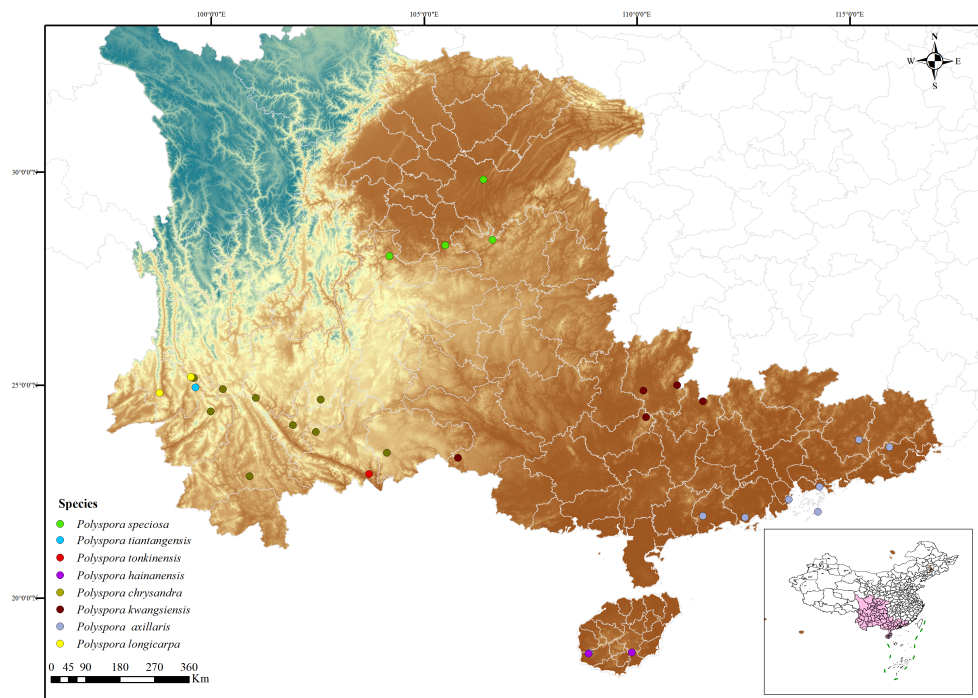 100°0'0"E 105°0'0"E 110°0'0"E 115°0'0"E
N
W E
S
30°0'0"N
25°0'0"N
20°0'0"N
Species
Polyspora speciosa
Polyspora tiantangensis
Polyspora tonkinensis
Polyspora hainanensis
Polyspora chrysandra
Polyspora kwangsiensis
Polyspora axillaris
Polyspora longicarpa
0 45 90 180 270 360
Km